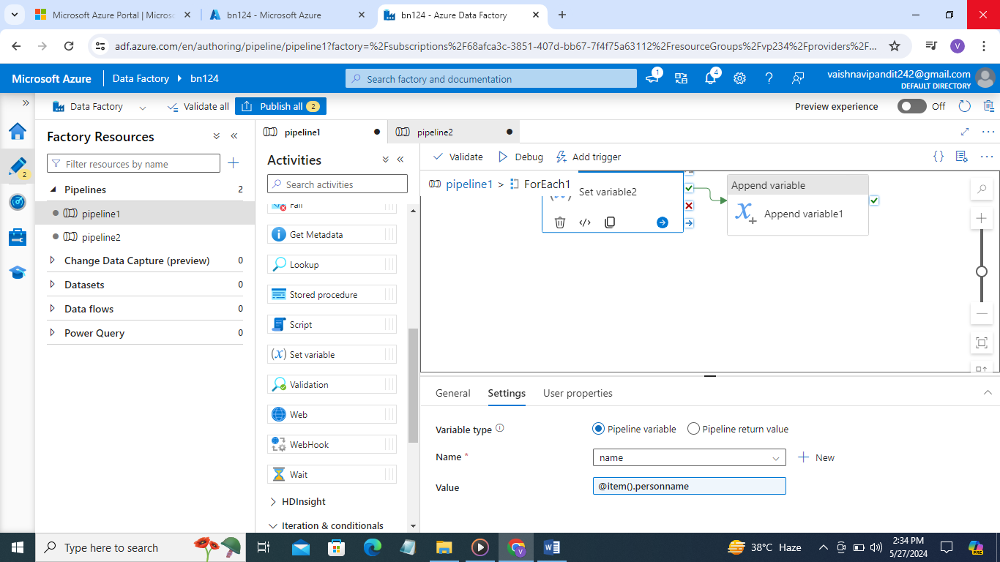 Microsoft Azure Portal | Micros
bn124 - Microsoft Azure
bn124 - Azure Data Factory
adf.azure.com/en/authoring/pipeline/pipeline1?factory=%2Fsubscriptions%2F68afca3c-3851-407d-bb67-7f4f75a63112%2FresourceGroups%2Fvp234%2Fproviders%2F...
V
Microsoft Azure
Data Factory
bn124
Search factory and documentation
1
4
vaishnavipandit242@gmail.com
DEFAULT DIRECTORY
Data Factory
Validate all
Publish all 2
Preview experience
Off
2
Factory Resources
Filter resources by name
Pipelines 2
pipeline1
pipeline2
Change Data Capture (preview) 0
Datasets 0
Data flows 0
Power Query 0
pipeline1
pipeline2
Activities
Search activities
Fail
Get Metadata
Lookup
Stored procedure
Script
Set variable
Validation
Web
WebHook
Wait
HDInsight
Iteration & conditionals
Validate
Debug
Add trigger
pipeline1 > ForEach1
Set variable2
Append variable
Append variable1
General
Settings
User properties
Variable type
Pipeline variable
Pipeline return value
Name *
name
New
Value
@item().personname
Type here to search
38°C Haze
2:34 PM
5/27/2024
PRE